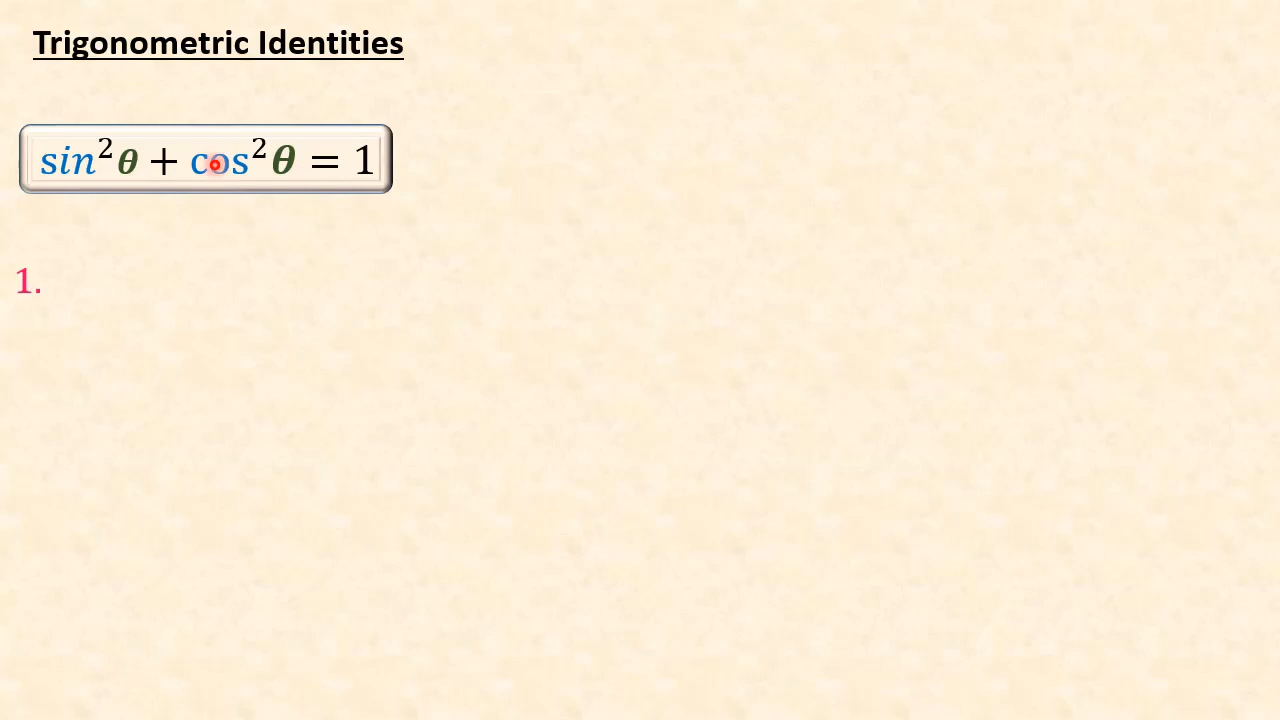 Trigonometric Identities
sin²θ + cos²θ = 1
1.